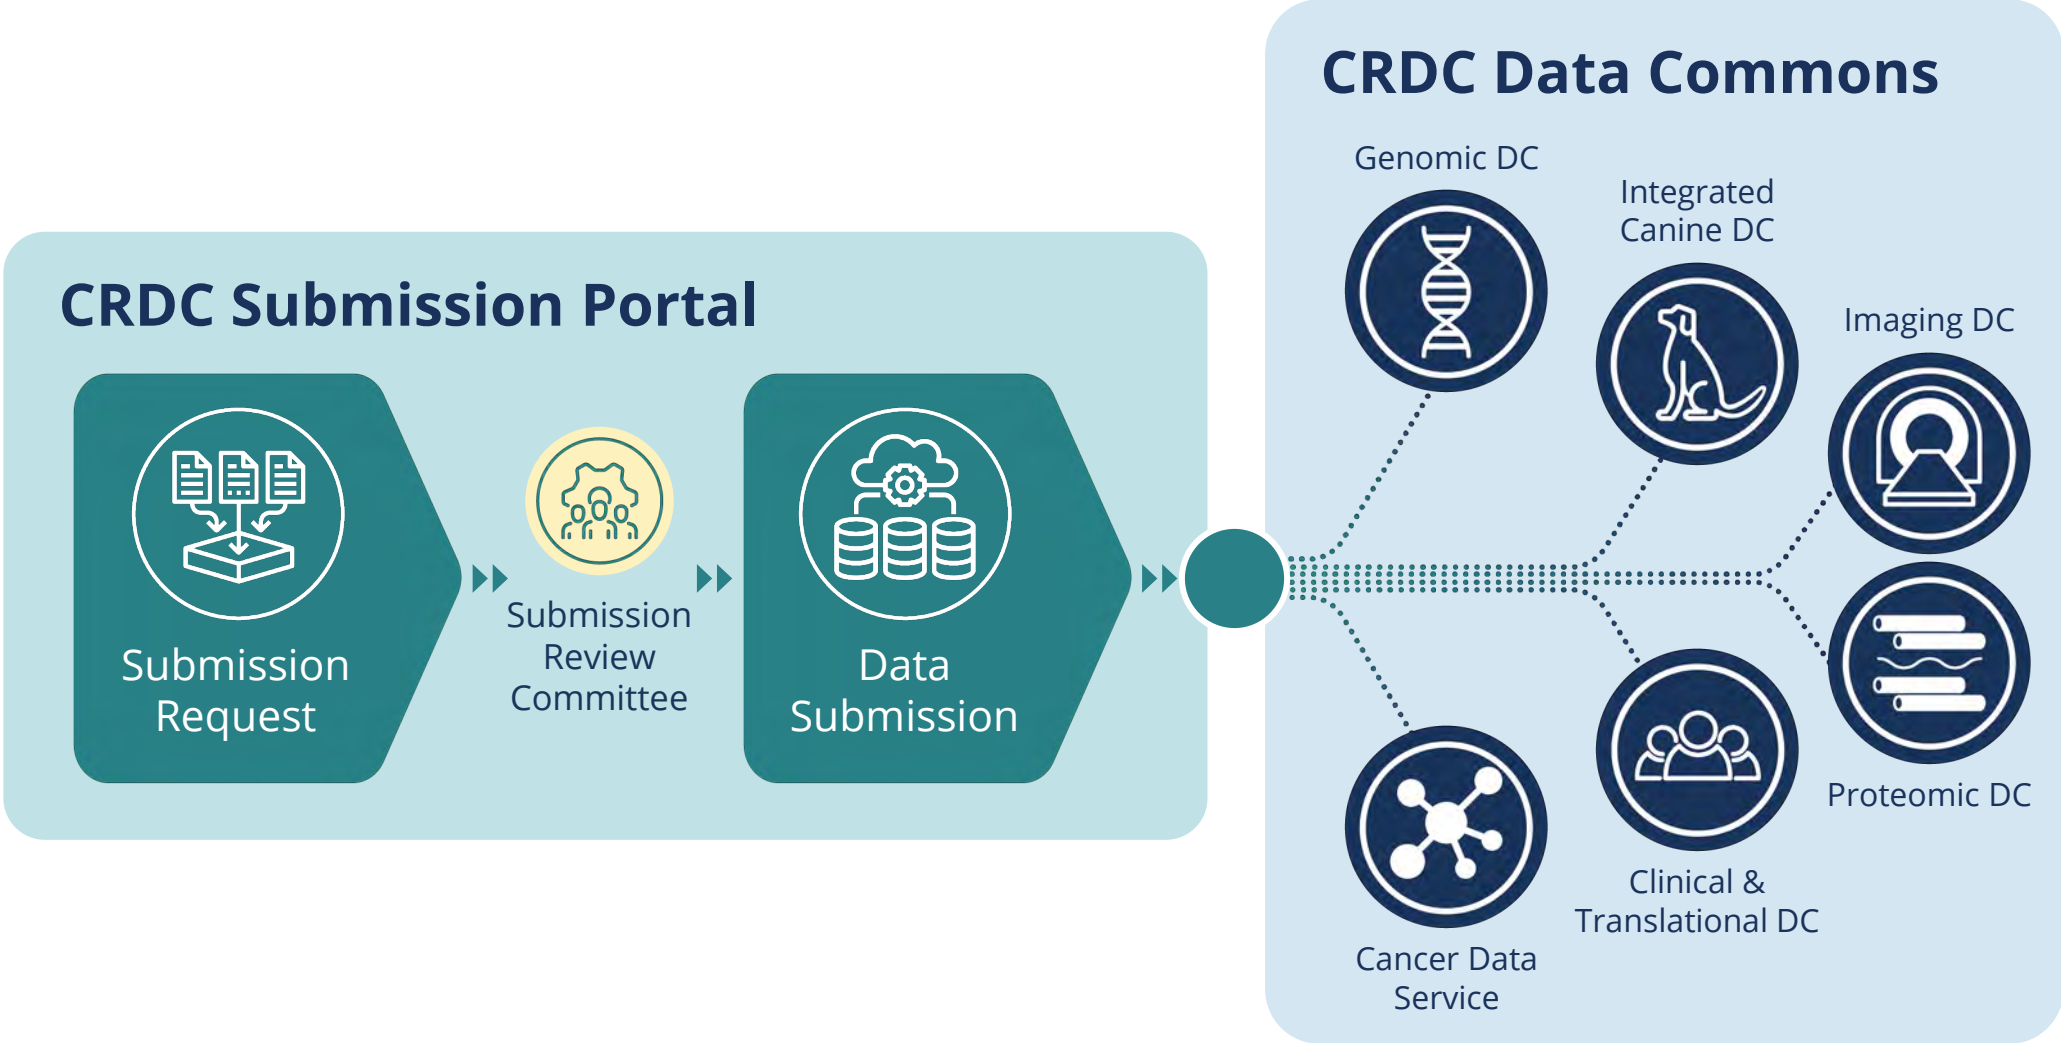 CRDC Submission Portal
Submission
Request
Submission
Review
Committee
Data
Submission
CRDC Data Commons
Genomic DC
Integrated
Canine DC
Imaging DC
Proteomic DC
Clinical &
Translational DC
Cancer Data
Service